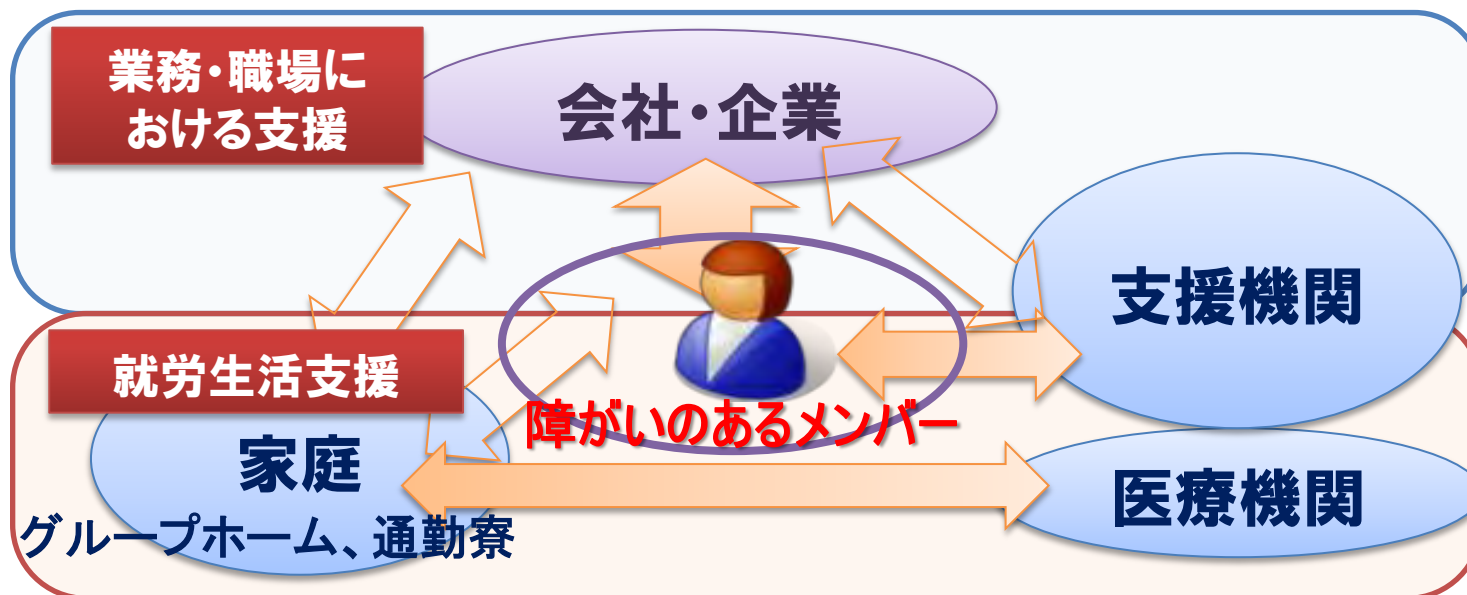 業務・職場に
おける支援
会社・企業
支援機関
就労生活支援
障がいのあるメンバー
家庭
グループホーム、通勤寮
医療機関